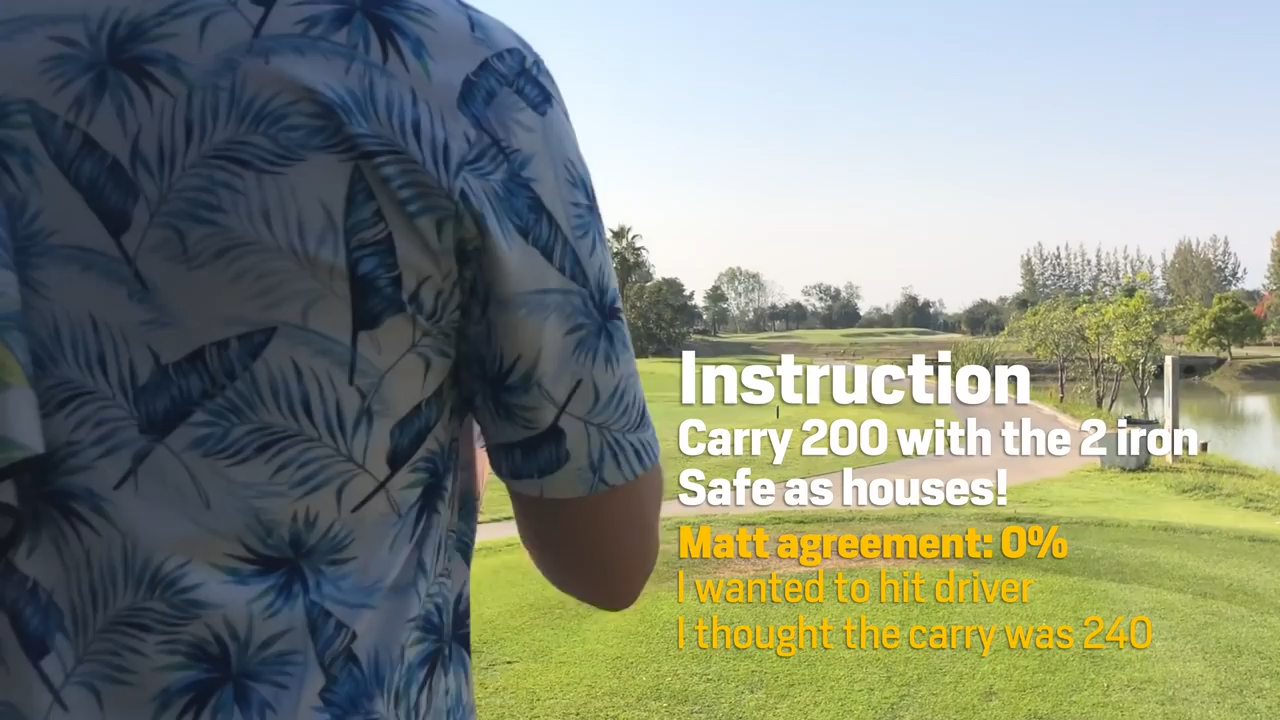 Instruction
Carry 200 with the 2 iron
Safe as houses!
Matt agreement: 0%
I wanted to hit driver
I thought the carry was 240